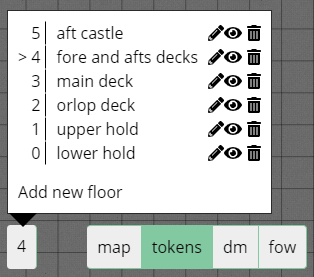 5 aft castle
> 4 fore and afts decks
3 main deck
2 orlop deck
1 upper hold
0 lower hold
Add new floor
4 map tokens dm fow